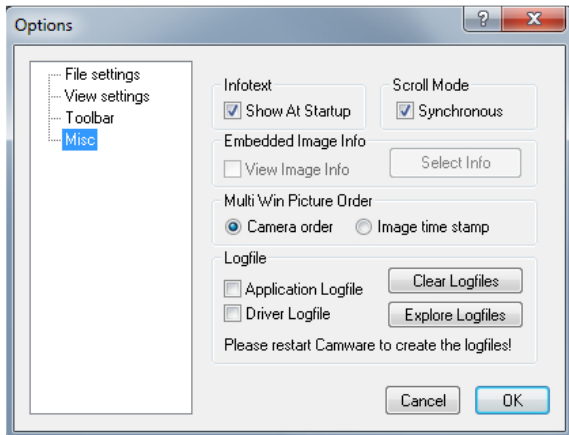 Options
?
X
File settings
View settings
Toolbar
Misc
Infotext
Scroll Mode
Show At Startup
Synchronous
Embedded Image Info
View Image Info
Select Info
Multi Win Picture Order
Camera order
Image time stamp
Logfile
Application Logfile
Clear Logfiles
Driver Logfile
Explore Logfiles
Please restart Camware to create the logfiles!
Cancel
OK